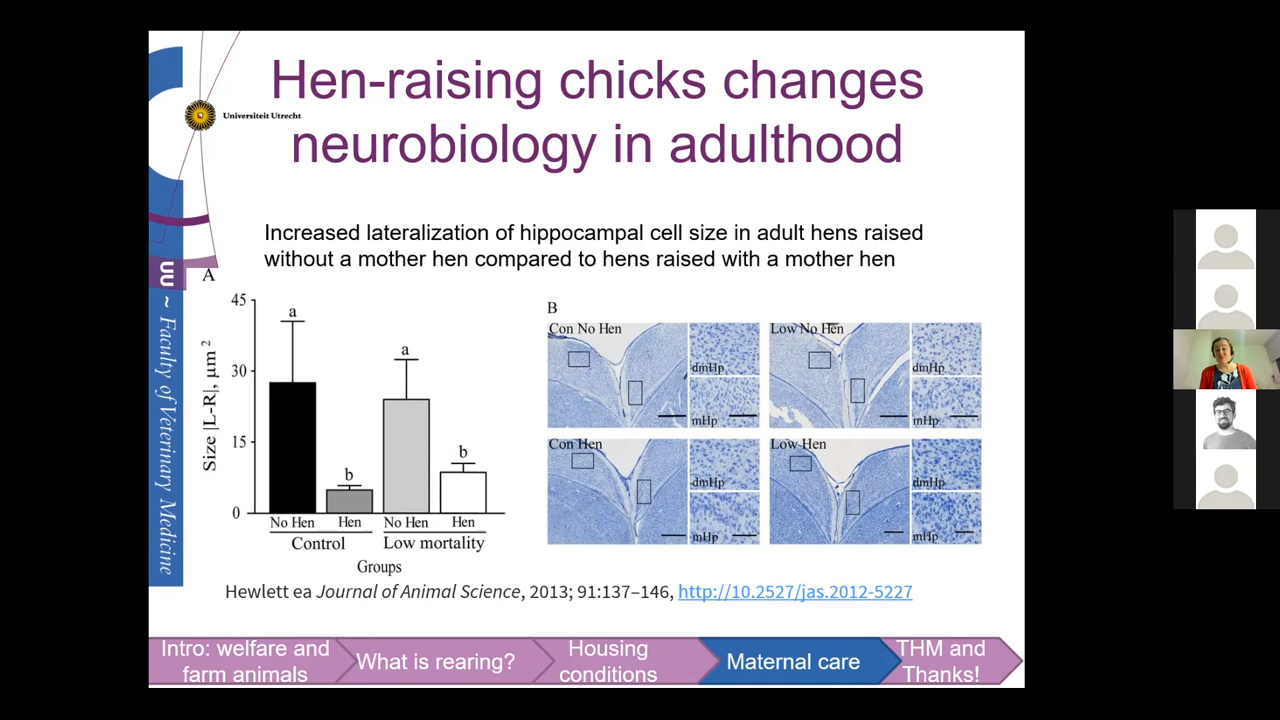 Hen-raising chicks changes
neurobiology in adulthood
Universiteit Utrecht
UU ~ Faculty of Veterinary Medicine
Increased lateralization of hippocampal cell size in adult hens raised
without a mother hen compared to hens raised with a mother hen
A
Size |L-R|, µm 2
45
30
15
0
a
b
a
b
No Hen
Hen
No Hen
Hen
Control
Low mortality
Groups
B
Con No Hen
dmHp
mHp
Low No Hen
dmHp
mHp
Con Hen
dmHp
mHp
Low Hen
dmHp
mHp
Hewlett ea Journal of Animal Science, 2013; 91:137–146, http://10.2527/jas.2012-5227
Intro: welfare and
farm animals
What is rearing?
Housing
conditions
Maternal care
THM and
Thanks!